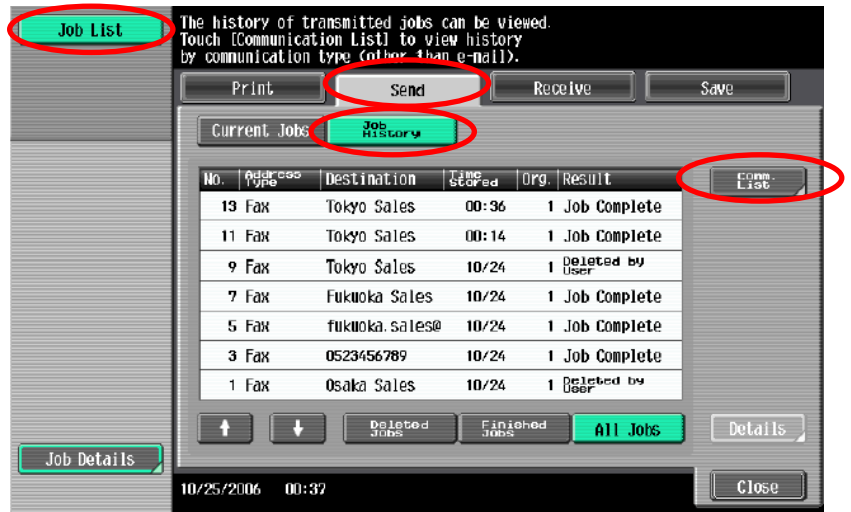 Job List
The history of transmitted jobs can be viewed.
Touch [Communication List] to view history
by communication type (other than e-mail).
Print Send Receive Save
Current Jobs Job History
No. Address Type Destination Time Stored Org. Result Comm. List
13 Fax Tokyo Sales 00:36 1 Job Complete
11 Fax Tokyo Sales 00:14 1 Job Complete
9 Fax Tokyo Sales 10/24 1 Deleted by User
7 Fax Fukuoka Sales 10/24 1 Job Complete
5 Fax fukuoka.sales@ 10/24 1 Job Complete
3 Fax 0523456789 10/24 1 Job Complete
1 Fax Osaka Sales 10/24 1 Deleted by User
Deleted Jobs Finished Jobs All Jobs Details
Job Details
10/25/2006 00:37 Close